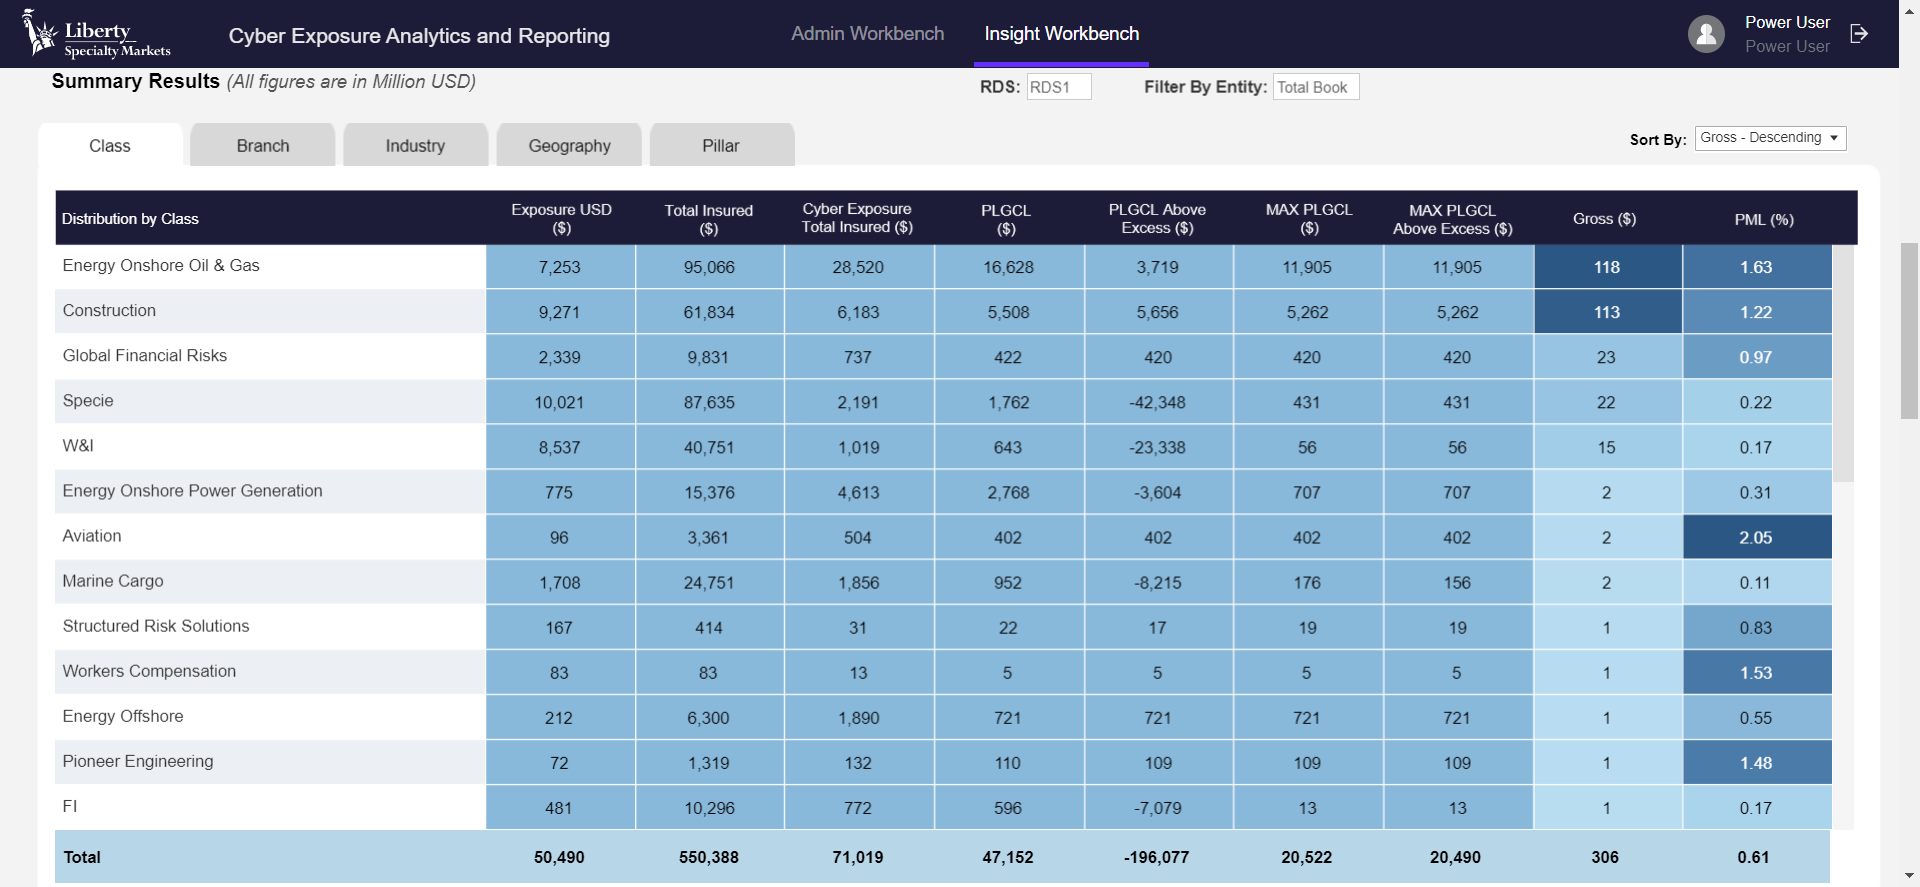 Liberty
Specialty Markets
Cyber Exposure Analytics and Reporting
Admin Workbench
Insight Workbench
Power User
Power User
Summary Results (All figures are in Million USD)
RDS: RDS1
Filter By Entity: Total Book
Class
Branch
Industry
Geography
Pillar
Sort By: Gross - Descending
Distribution by Class
Exposure USD
($)
Total Insured
($)
Cyber Exposure
Total Insured ($)
PLGCL
($)
PLGCL Above
Excess ($)
MAX PLGCL
($)
MAX PLGCL
Above Excess ($)
Gross ($)
PML (%)
Energy Onshore Oil & Gas 7,253 95,066 28,520 16,628 3,719 11,905 11,905 118 1.63
Construction 9,271 61,834 6,183 5,508 5,656 5,262 5,262 113 1.22
Global Financial Risks 2,339 9,831 737 422 420 420 420 23 0.97
Specie 10,021 87,635 2,191 1,762 -42,348 431 431 22 0.22
W&I 8,537 40,751 1,019 643 -23,338 56 56 15 0.17
Energy Onshore Power Generation 775 15,376 4,613 2,768 -3,604 707 707 2 0.31
Aviation 96 3,361 504 402 402 402 402 2 2.05
Marine Cargo 1,708 24,751 1,856 952 -8,215 176 156 2 0.11
Structured Risk Solutions 167 414 31 22 17 19 19 1 0.83
Workers Compensation 83 83 13 5 5 5 5 1 1.53
Energy Offshore 212 6,300 1,890 721 721 721 721 1 0.55
Pioneer Engineering 72 1,319 132 110 109 109 109 1 1.48
FI 481 10,296 772 596 -7,079 13 13 1 0.17
Total 50,490 550,388 71,019 47,152 -196,077 20,522 20,490 306 0.61